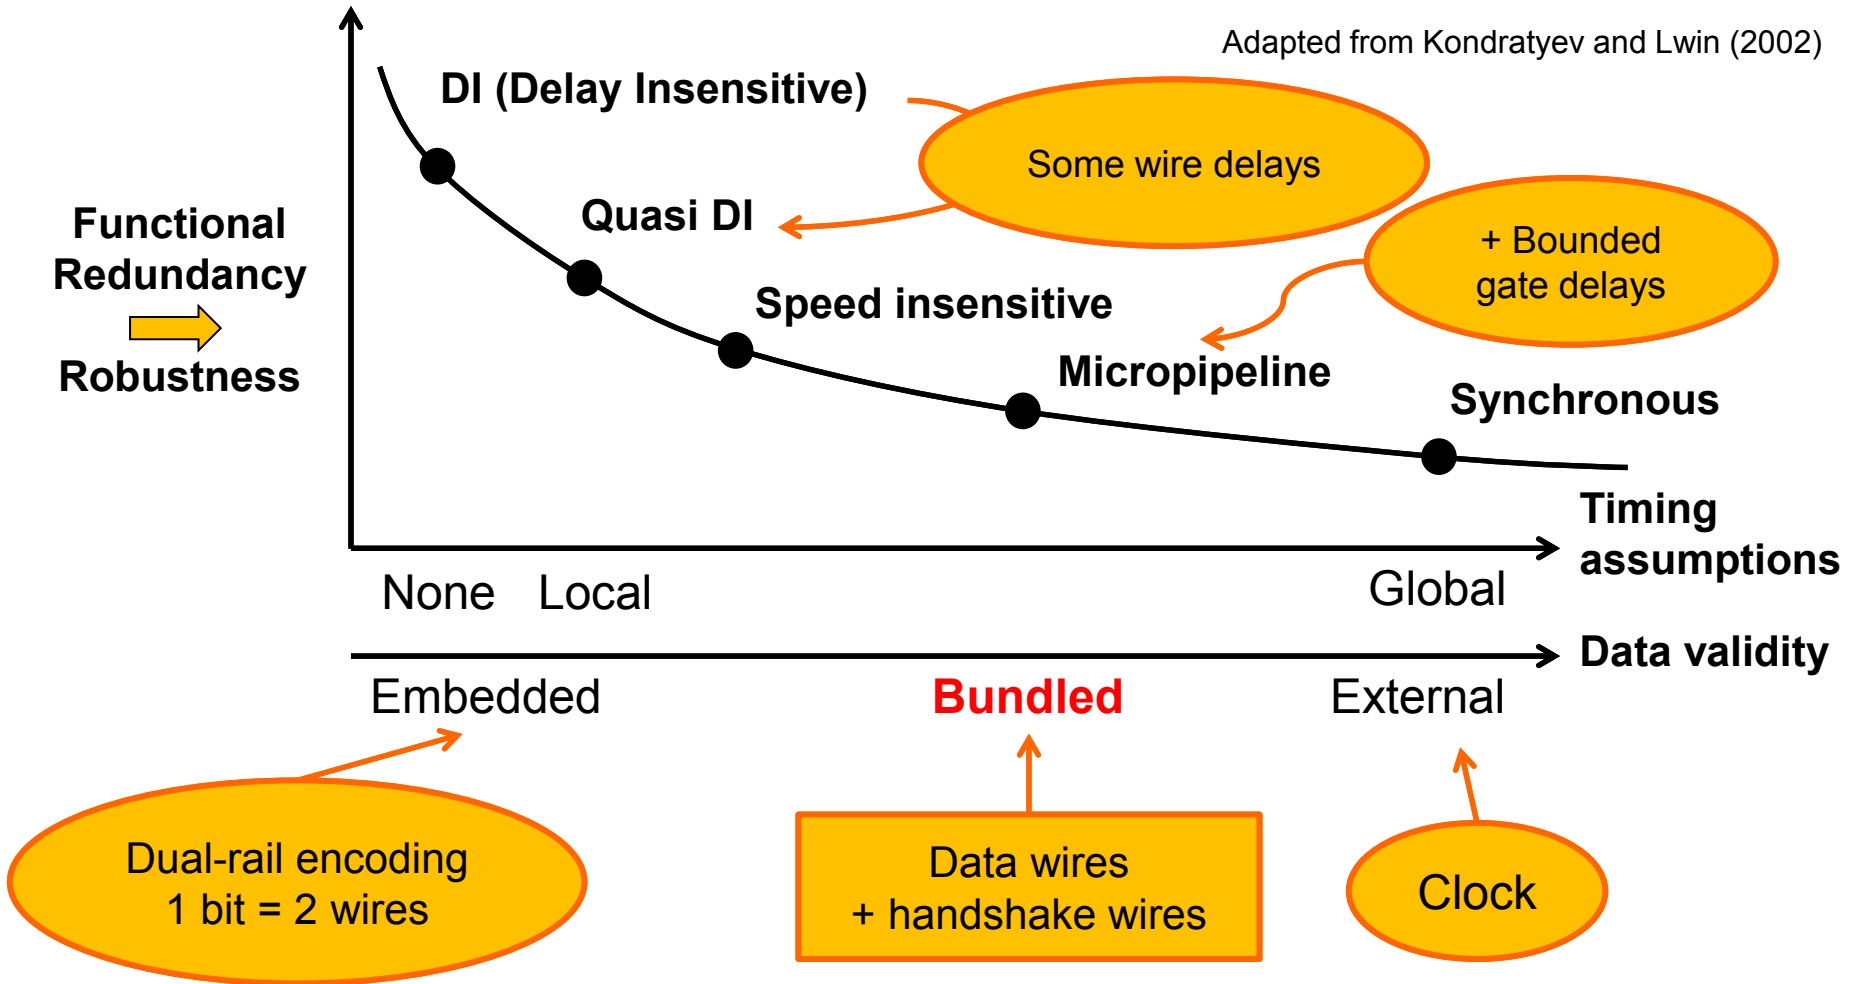 Adapted from Kondratyev and Lwin (2002)
DI (Delay Insensitive)
Some wire delays
Quasi DI
+ Bounded
gate delays
Functional
Redundancy
Robustness
Speed insensitive
Micropipeline
Synchronous
Timing
assumptions
None
Local
Global
Data validity
Embedded
Bundled
External
Dual-rail encoding
1 bit = 2 wires
Data wires
+ handshake wires
Clock